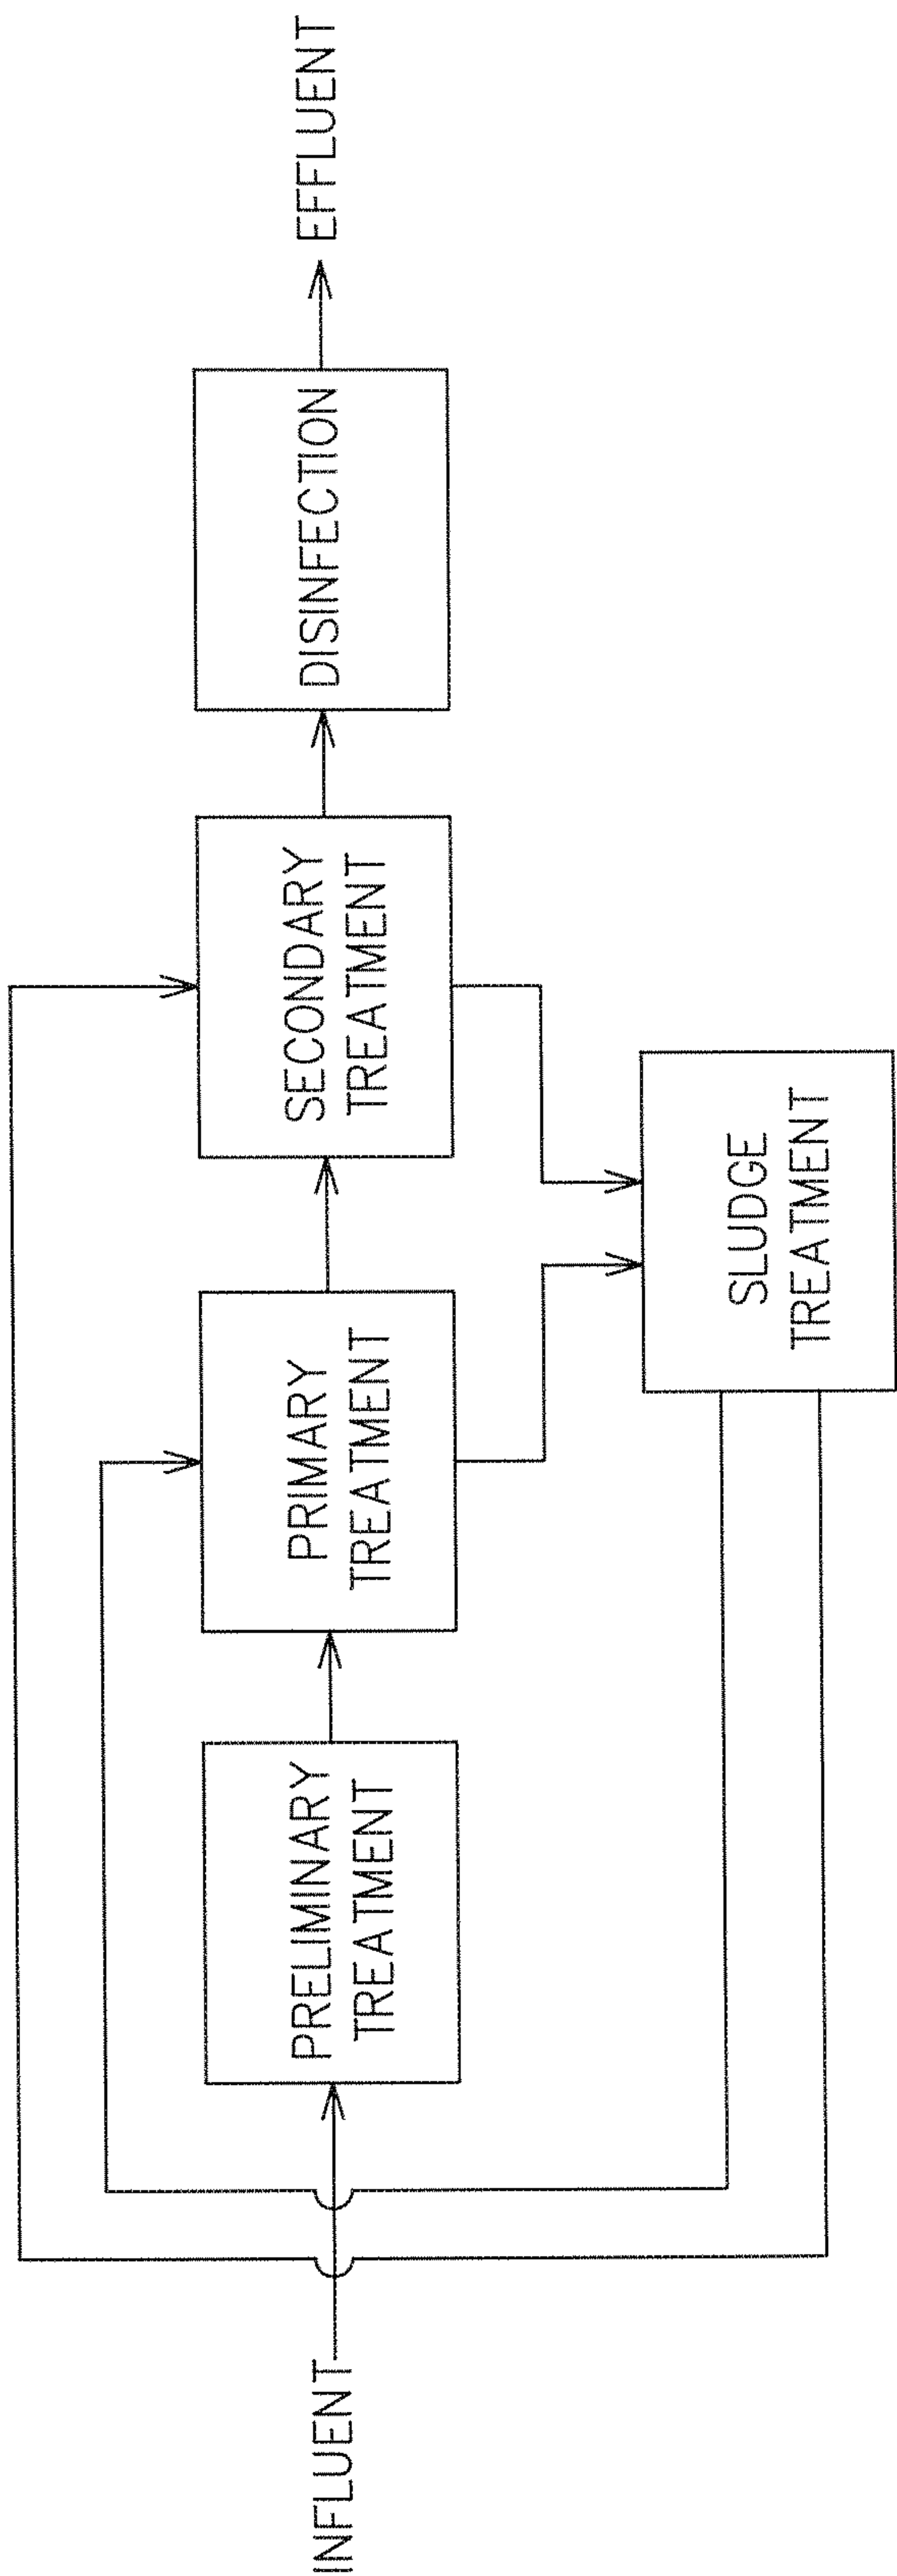 INFLUENT
PRELIMINARY
TREATMENT
PRIMARY
TREATMENT
SECONDARY
TREATMENT
DISINFECTION
EFFLUENT
SLUDGE
TREATMENT